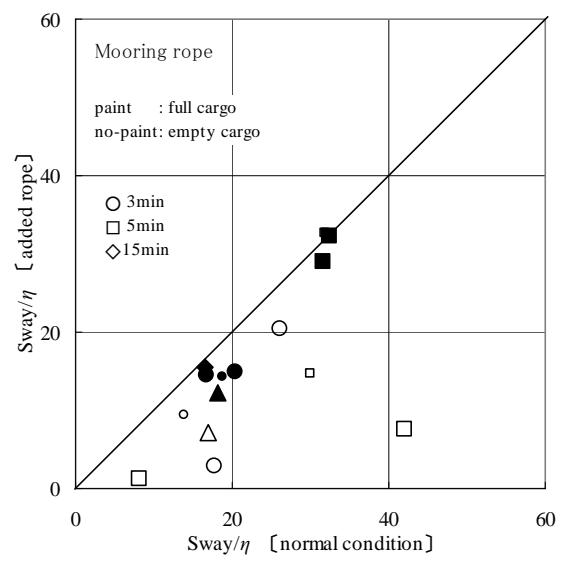 60
Mooring rope
paint : full cargo
no-paint: empty cargo
40
3min
5min
15min
20
0
0 20 40 60
Sway/η 〔normal condition〕
Sway/η 〔added rope〕